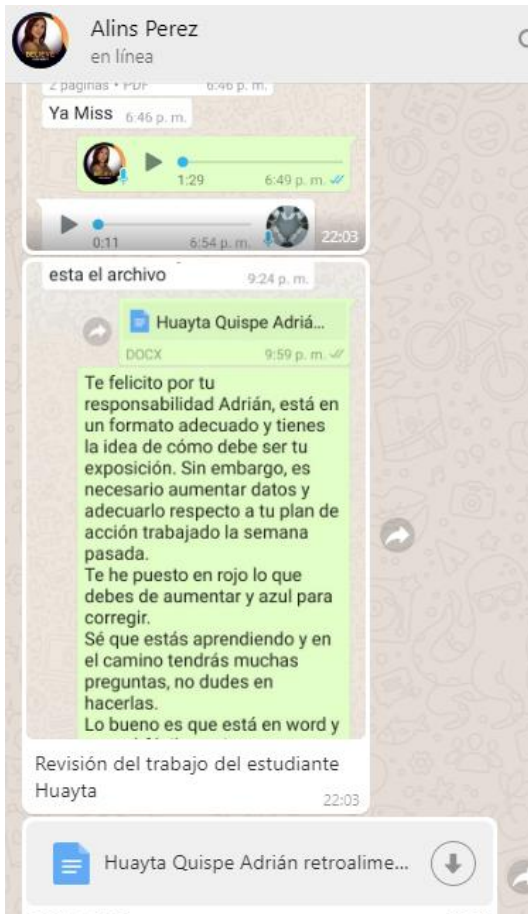 Alins Perez
en línea
2 páginas • PDF 6:46 p. m.
Ya Miss 6:46 p. m.
1:29 6:49 p. m.
0:11 6:54 p. m. 22:03
esta el archivo 9:24 p. m.
Huayta Quispe Adriá...
DOCX 9:59 p. m.
Te felicito por tu
responsabilidad Adrián, está en
un formato adecuado y tienes
la idea de cómo debe ser tu
exposición. Sin embargo, es
necesario aumentar datos y
adecuarlo respecto a tu plan de
acción trabajado la semana
pasada.
Te he puesto en rojo lo que
debes de aumentar y azul para
corregir.
Sé que estás aprendiendo y en
el camino tendrás muchas
preguntas, no dudes en
hacerlas.
Lo bueno es que está en word y
Revisión del trabajo del estudiante
Huayta 22:03
Huayta Quispe Adrián retroalime...